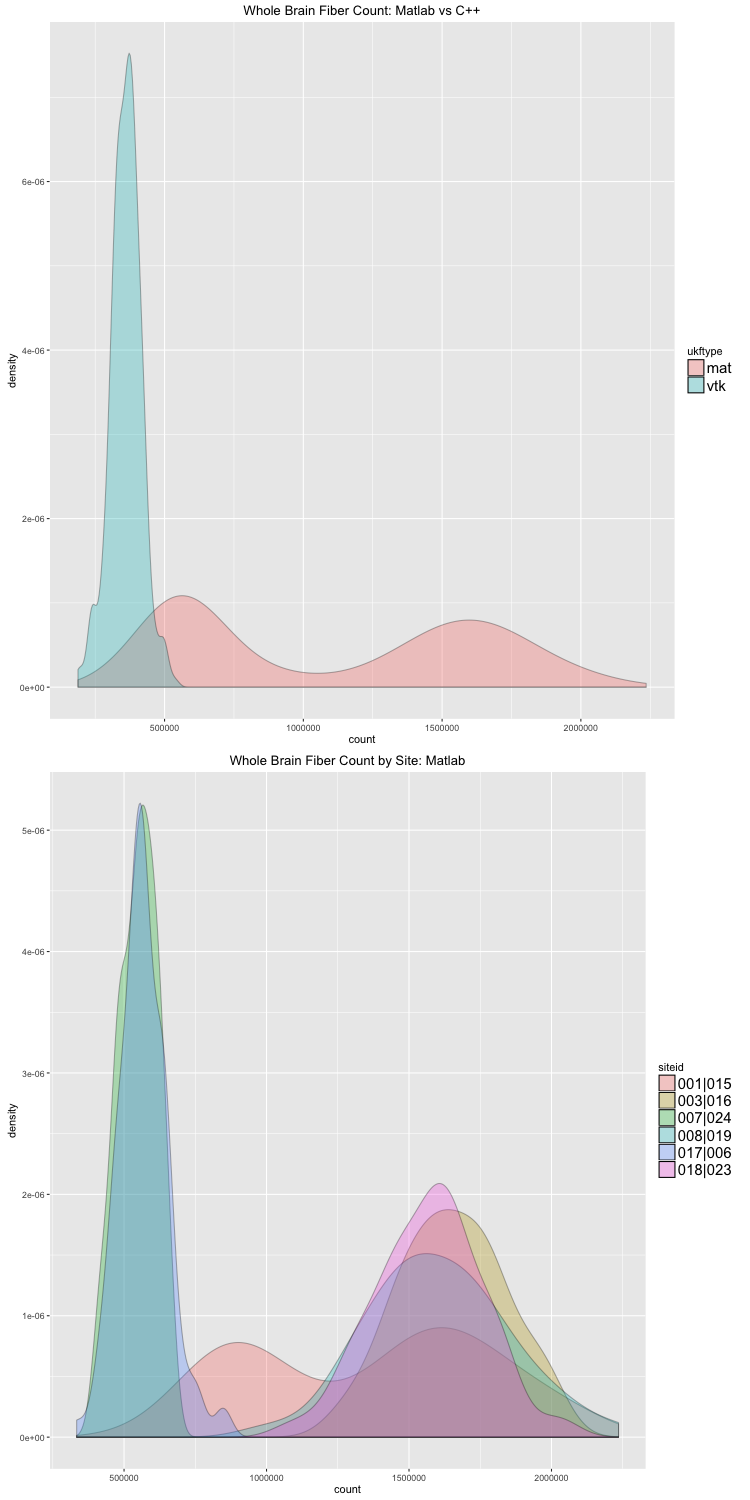 Whole Brain Fiber Count: Matlab vs C++
6e-06
4e-06
2e-06
0e+00
density
500000
1000000
1500000
2000000
count
ukftype
mat
vtk
Whole Brain Fiber Count by Site: Matlab
5e-06
4e-06
3e-06
2e-06
1e-06
0e+00
density
500000
1000000
1500000
2000000
count
siteid
001|015
003|016
007|024
008|019
017|006
018|023